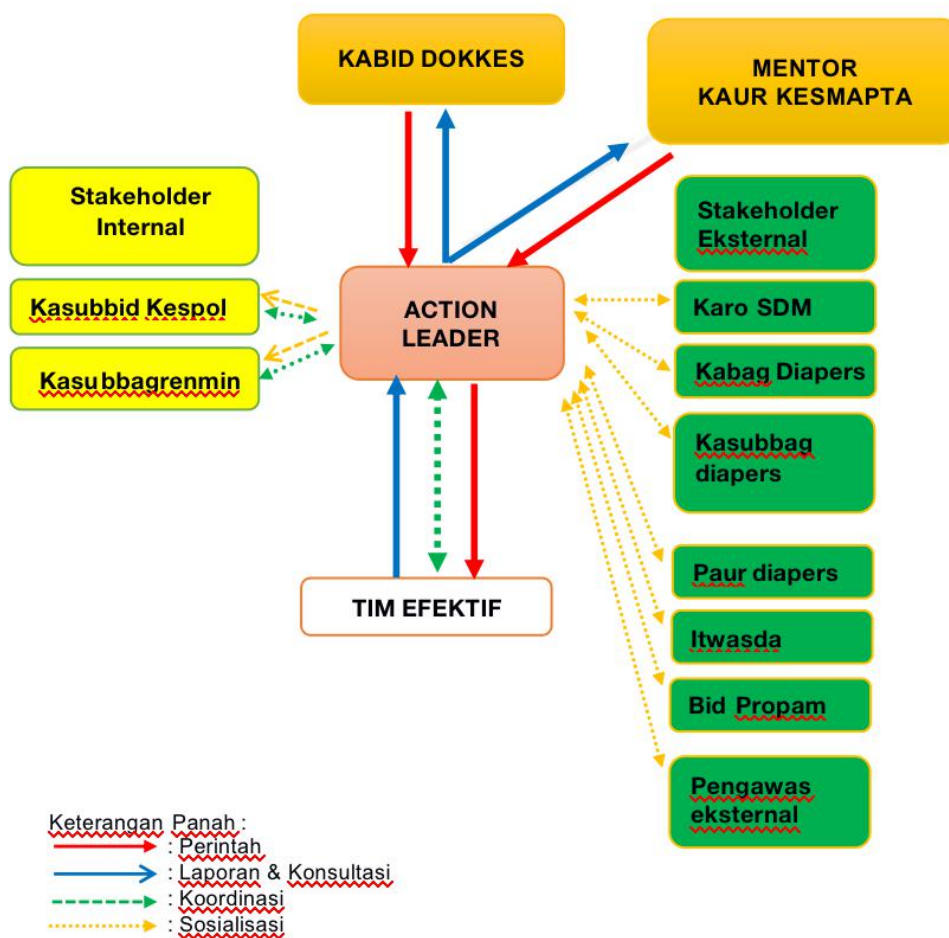 KABID DOKKES
MENTOR
KAUR KESMAPTA
Stakeholder
Internal
Kasubbid Kespol
Kasubbagrenmin
ACTION
LEADER
TIM EFEKTIF
Stakeholder
Eksternal
Karo SDM
Kabag Diapers
Kasubbag
diapers
Paur diapers
Itwasda
Bid Propam
Pengawas
eksternal
Keterangan Panah :
: Perintah
: Laporan & Konsultasi
: Koordinasi
: Sosialisasi